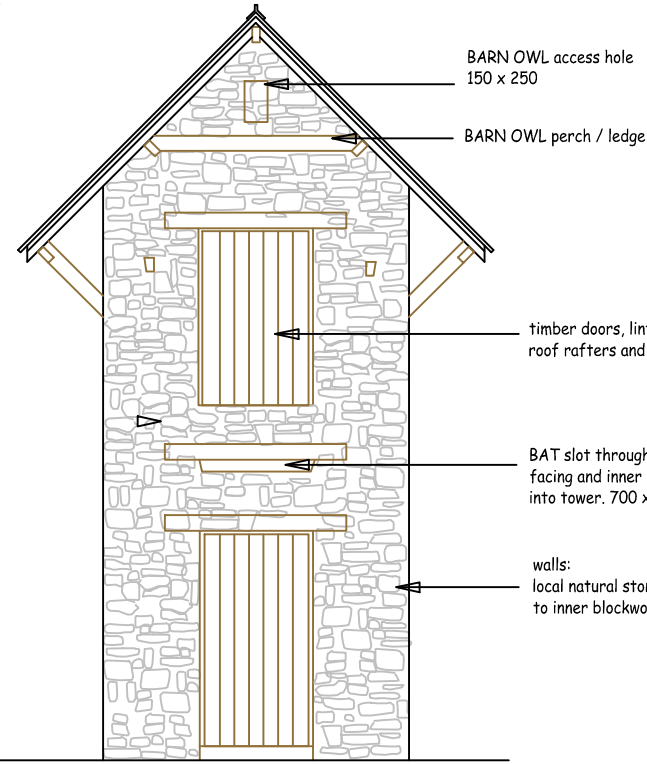 BARN OWL access hole
150 x 250
BARN OWL perch / ledge
timber doors,
roof rafters and
BAT slot through
facing and inner
into tower. 700 x
walls:
local natural
to inner